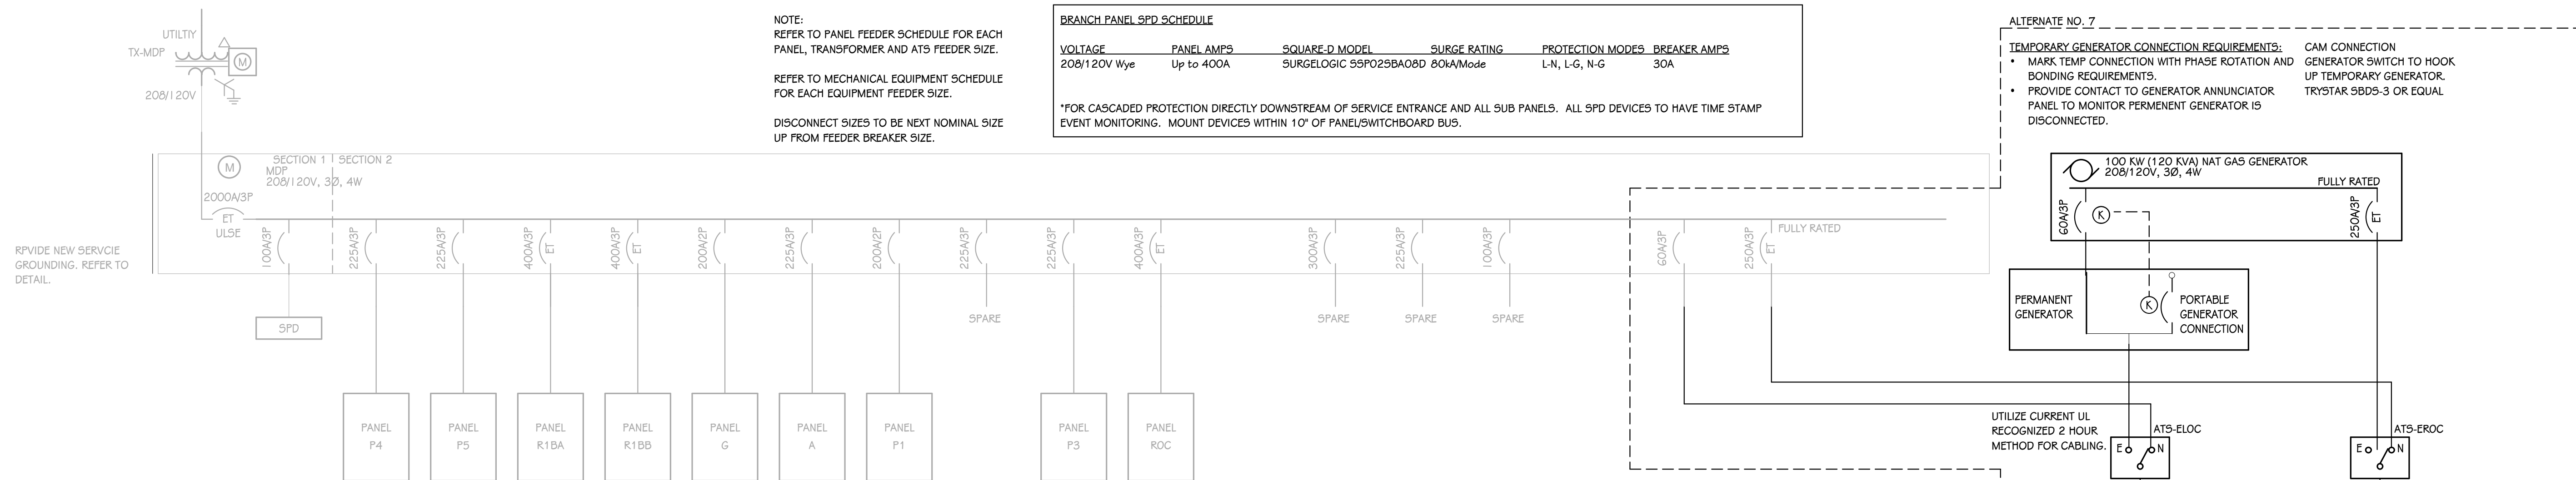 UTILTIY
TX-MDP
M
208/120V
NOTE:
REFER TO PANEL FEEDER SCHEDULE FOR EACH
PANEL, TRANSFORMER AND ATS FEEDER SIZE.
REFER TO MECHANICAL EQUIPMENT SCHEDULE
FOR EACH EQUIPMENT FEEDER SIZE.
DISCONNECT SIZES TO BE NEXT NOMINAL SIZE
UP FROM FEEDER BREAKER SIZE.
BRANCH PANEL SPD SCHEDULE
VOLTAGE PANEL AMPS SQUARE-D MODEL SURGE RATING PROTECTION MODES BREAKER AMPS
208/120V Wye Up to 400A SURGELOGIC SSP02SBA08D 80kA/Mode L-N, L-G, N-G 30A
*FOR CASCADED PROTECTION DIRECTLY DOWNSTREAM OF SERVICE ENTRANCE AND ALL SUB PANELS. ALL SPD DEVICES TO HAVE TIME STAMP
EVENT MONITORING. MOUNT DEVICES WITHIN 10" OF PANEL/SWITCHBOARD BUS.
ALTERNATE NO. 7
TEMPORARY GENERATOR CONNECTION REQUIREMENTS:
• MARK TEMP CONNECTION WITH PHASE ROTATION AND
BONDING REQUIREMENTS.
• PROVIDE CONTACT TO GENERATOR ANNUNCIATOR
PANEL TO MONITOR PERMENENT GENERATOR IS
DISCONNECTED.
CAM CONNECTION
GENERATOR SWITCH TO HOOK
UP TEMPORARY GENERATOR.
TRYSTAR SBDS-3 OR EQUAL
M
SECTION 1 SECTION 2
MDP
208/120V, 3Ø, 4W
2000A/3P
ET
ULSE
RPVIDE NEW SERVCIE
GROUNDING. REFER TO
DETAIL.
100A/3P
225A/3P
225A/3P
400A/3P
ET
400A/3P
ET
200A/2P
225A/3P
200A/2P
225A/3P
225A/3P
400A/3P
ET
300A/3P
225A/3P
100A/3P
60A/3P
250A/3P
ET
FULLY RATED
SPD
SPARE
SPARE
SPARE
SPARE
PANEL
P4
PANEL
P5
PANEL
R1BA
PANEL
R1BB
PANEL
G
PANEL
A
PANEL
P1
PANEL
P3
PANEL
ROC
100 KW (120 KVA) NAT GAS GENERATOR
208/120V, 3Ø, 4W
FULLY RATED
60A/3P
K
250A/3P
ET
PERMANENT
GENERATOR
K
PORTABLE
GENERATOR
CONNECTION
UTILIZE CURRENT UL
RECOGNIZED 2 HOUR
METHOD FOR CABLING.
ATS-ELOC
E N
ATS-EROC
E N